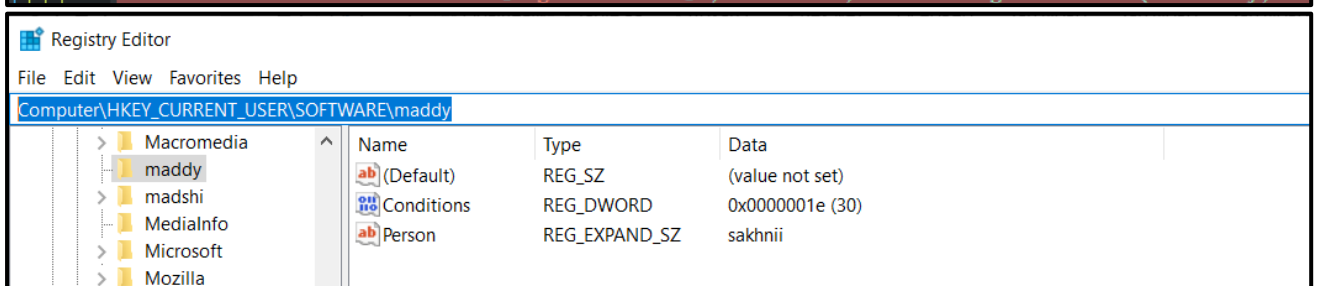 Registry Editor
File Edit View Favorites Help
Computer\HKEY_CURRENT_USER\SOFTWARE\maddy
Macromedia
maddy
madshi
MediaInfo
Microsoft
Mozilla
Name Type Data
(Default) REG_SZ (value not set)
Conditions REG_DWORD 0x0000001e (30)
Person REG_EXPAND_SZ sakhnii